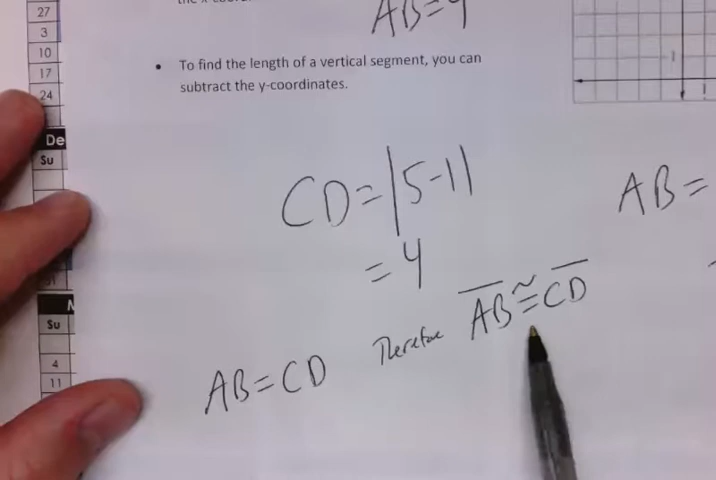 27
3
10
17
24
De
Su
AB=4
• To find the length of a vertical segment, you can
subtract the y-coordinates.
CD=|5-1|
=4
AB=
AB≅CD
Therefore
AB=CD
Su
4
11
1